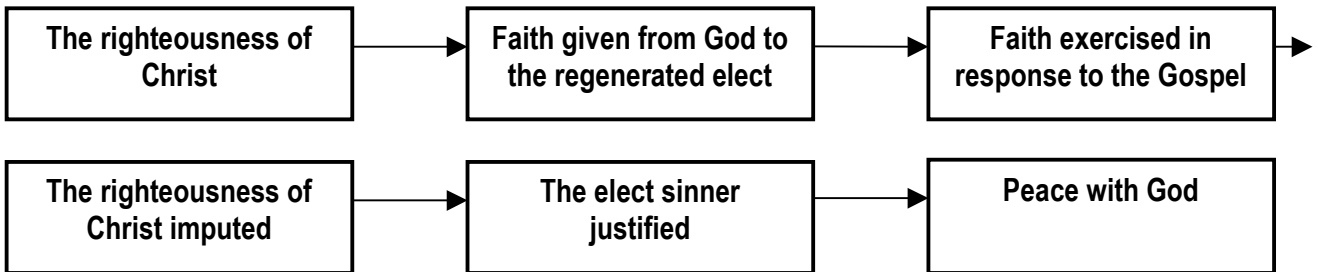 The righteousness of
Christ
Faith given from God to
the regenerated elect
Faith exercised in
response to the Gospel
The righteousness of
Christ imputed
The elect sinner
justified
Peace with God